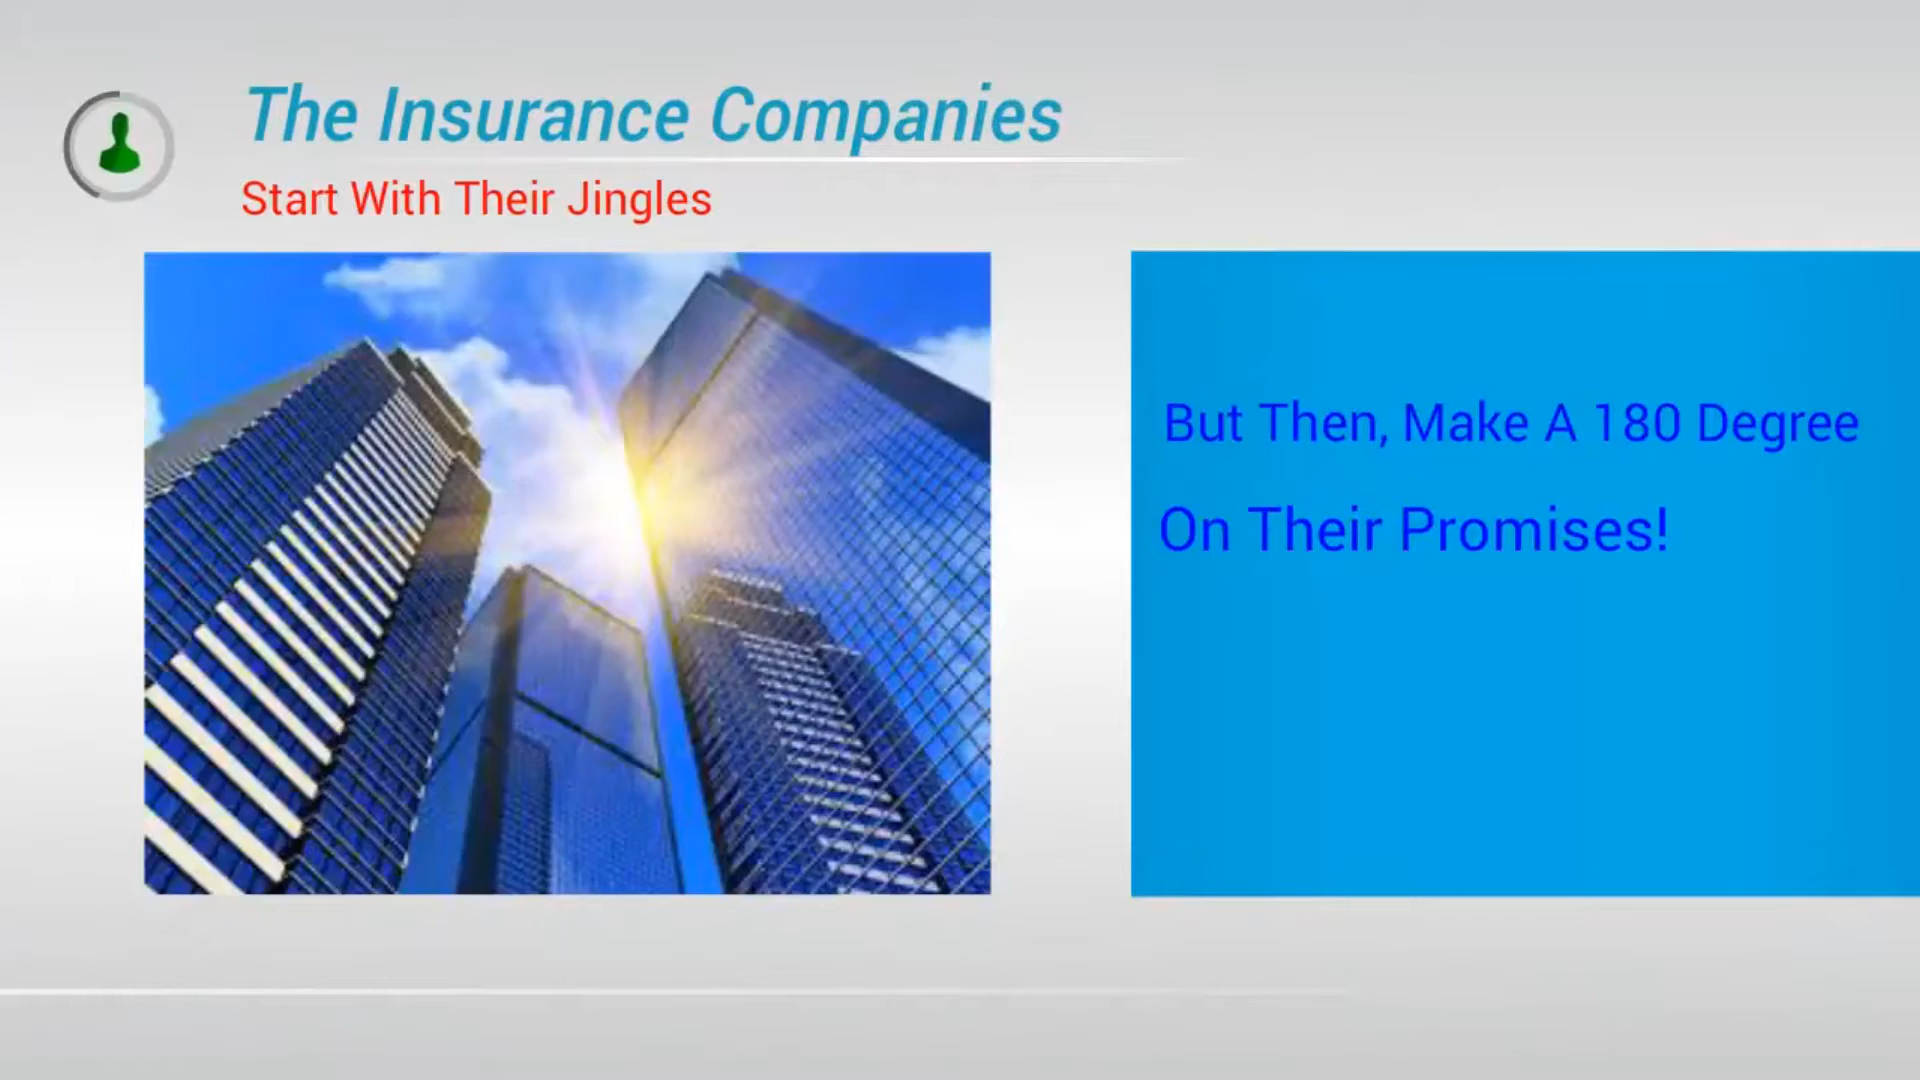 The Insurance Companies
Start With Their Jingles
But Then, Make A 180 Degree
On Their Promises!